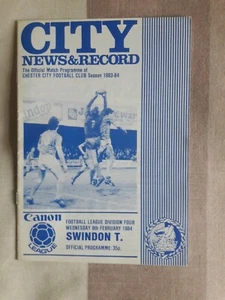 CITY
NEWS & RECORD
The Official Match Programme of
CHESTER CITY FOOTBALL CLUB Season 1983-84
Canon
LEAGUE
FOOTBALL LEAGUE DIVISION FOUR
WEDNESDAY 8th FEBRUARY 1984
SWINDON T.
OFFICIAL PROGRAMME: 35p.